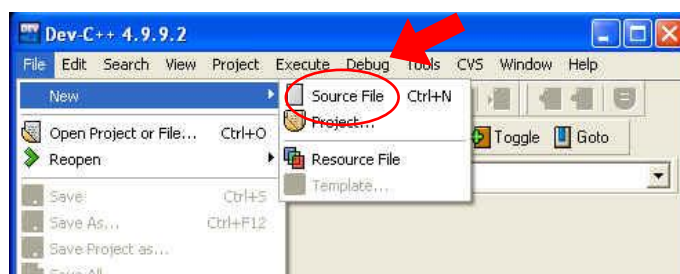 Dev-C++ 4.9.9.2
File Edit Search View Project Execute Debug Tools CVS Window Help
New
Source File Ctrl+N
Project...
Open Project or File... Ctrl+O
Toggle Goto
Reopen
Resource File
Template...
Save Ctrl+S
Save As... Ctrl+F12
Save Project as...
Save All